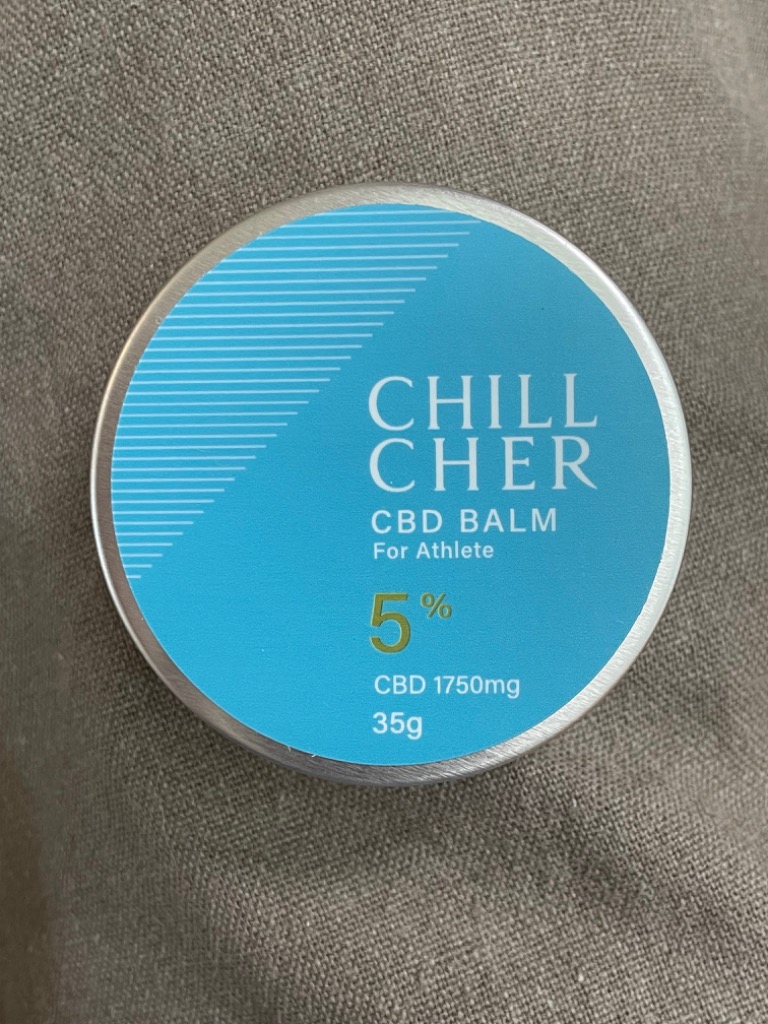 CHILL
CHER
CBD BALM
For Athlete
5%
CBD 1750mg
35g